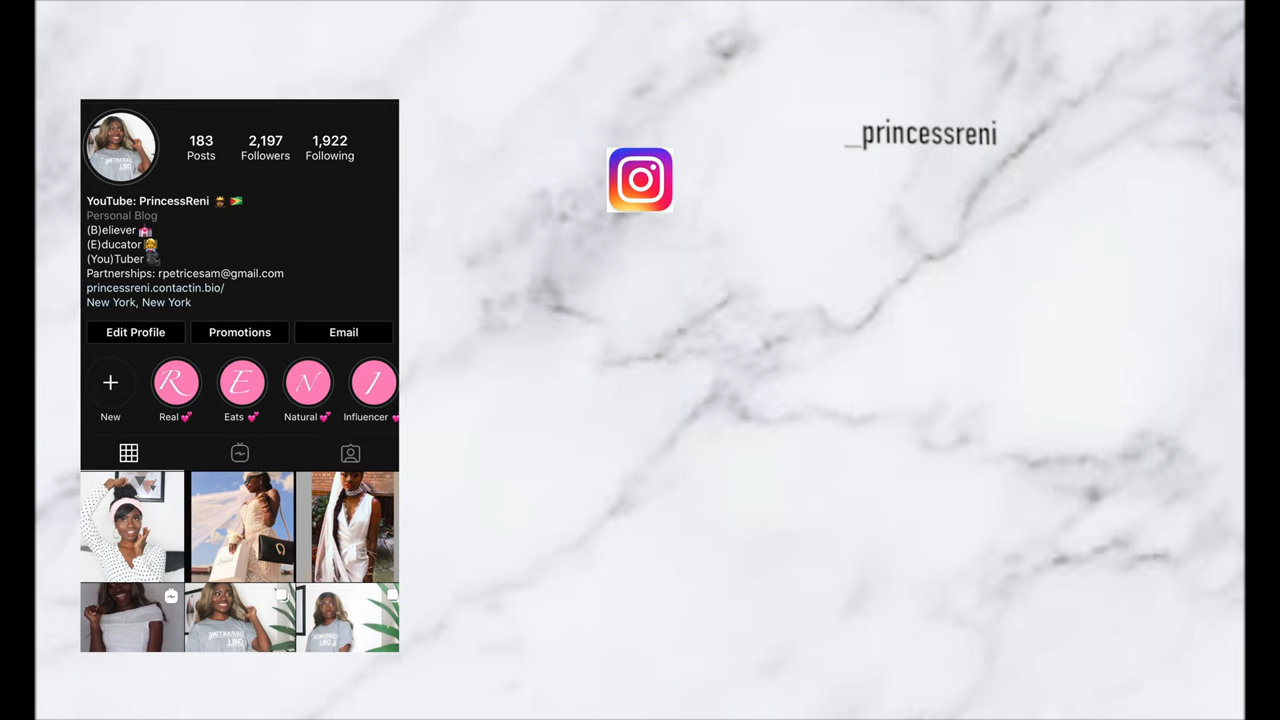 183 2,197 1,922
Posts Followers Following
YouTube: PrincessReni
Personal Blog
(B)eliever
(E)ducator
(You)Tuber
Partnerships: rpetricesam@gmail.com
princessreni.contactin.bio/
New York, New York
Edit Profile Promotions Email
R E N I
New Real Eats Natural Influencer
_princessreni